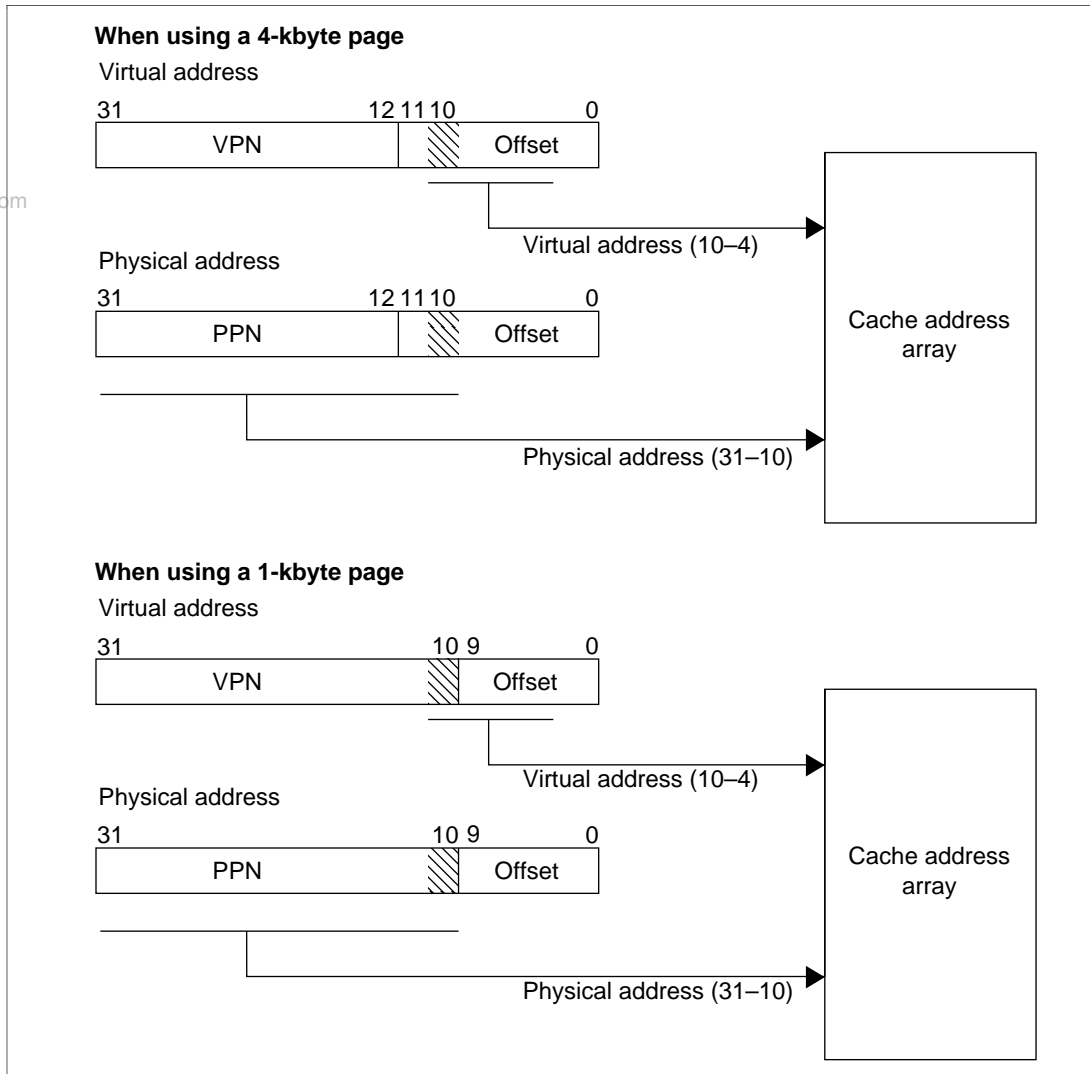 When using a 4-kbyte page
Virtual address
31 12 11 10 0
VPN Offset
om
Virtual address (10–4)
Physical address
31 12 11 10 0
PPN Offset
Cache address
array
Physical address (31–10)
When using a 1-kbyte page
Virtual address
31 10 9 0
VPN Offset
Virtual address (10–4)
Physical address
31 10 9 0
PPN Offset
Cache address
array
Physical address (31–10)